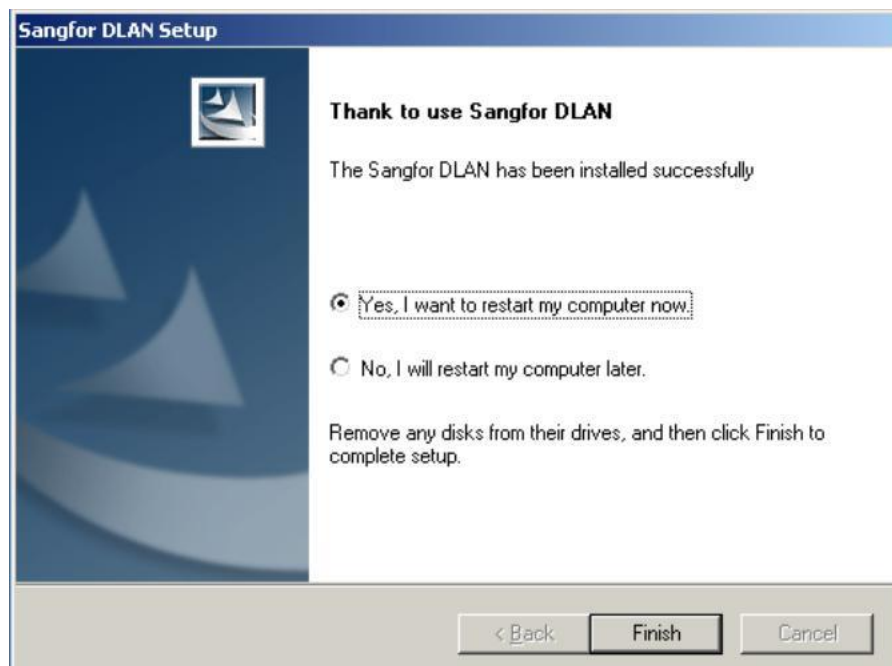 Sangfor DLAN Setup
Thank to use Sangfor DLAN
The Sangfor DLAN has been installed successfully
Yes, I want to restart my computer now.
No, I will restart my computer later.
Remove any disks from their drives, and then click Finish to
complete setup.
< Back Finish Cancel